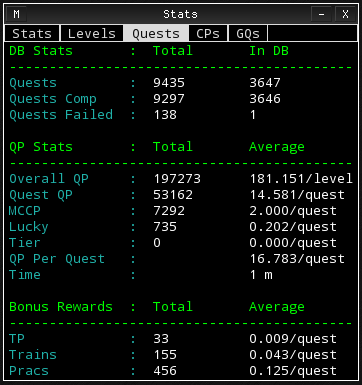 M Stats – X
Stats Levels Quests CPs GQs
DB Stats : Total In DB
--------------------------------------------
Quests : 9435 3647
Quests Comp : 9297 3646
Quests Failed : 138 1
QP Stats : Total Average
--------------------------------------------
Overall QP : 197273 181.151/level
Quest QP : 53162 14.581/quest
MCCP : 7292 2.000/quest
Lucky : 735 0.202/quest
Tier : 0 0.000/quest
QP Per Quest : 16.783/quest
Time : 1 m
Bonus Rewards : Total Average
--------------------------------------------
TP : 33 0.009/quest
Trains : 155 0.043/quest
Pracs : 456 0.125/quest